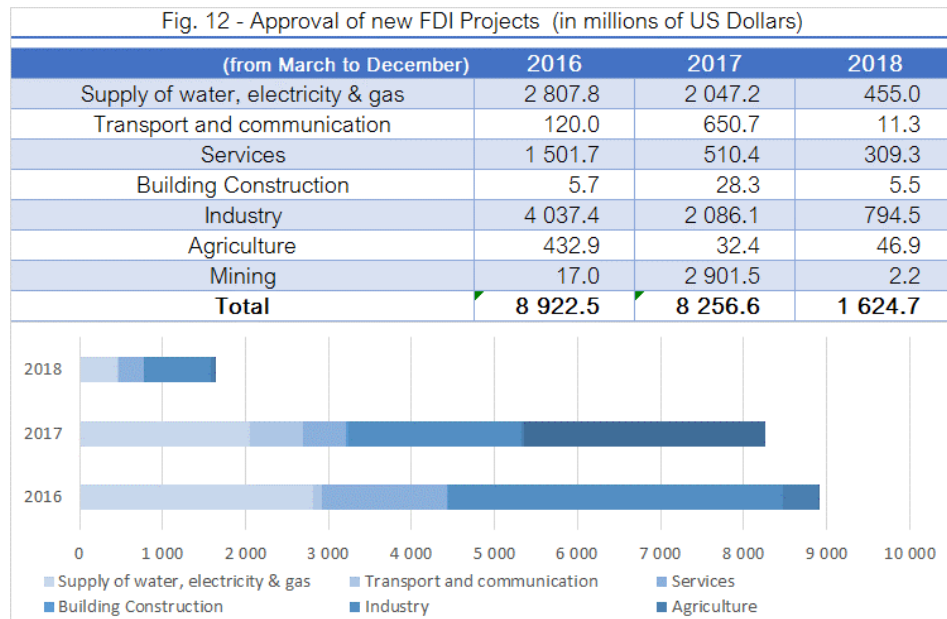 Fig. 12 - Approval of new FDI Projects (in millions of US Dollars)
(from March to December) 2016 2017 2018
Supply of water, electricity & gas 2 807.8 2 047.2 455.0
Transport and communication 120.0 650.7 11.3
Services 1 501.7 510.4 309.3
Building Construction 5.7 28.3 5.5
Industry 4 037.4 2 086.1 794.5
Agriculture 432.9 32.4 46.9
Mining 17.0 2 901.5 2.2
Total 8 922.5 8 256.6 1 624.7
2018
2017
2016
0 1 000 2 000 3 000 4 000 5 000 6 000 7 000 8 000 9 000 10 000
Supply of water, electricity & gas Transport and communication Services
Building Construction Industry Agriculture